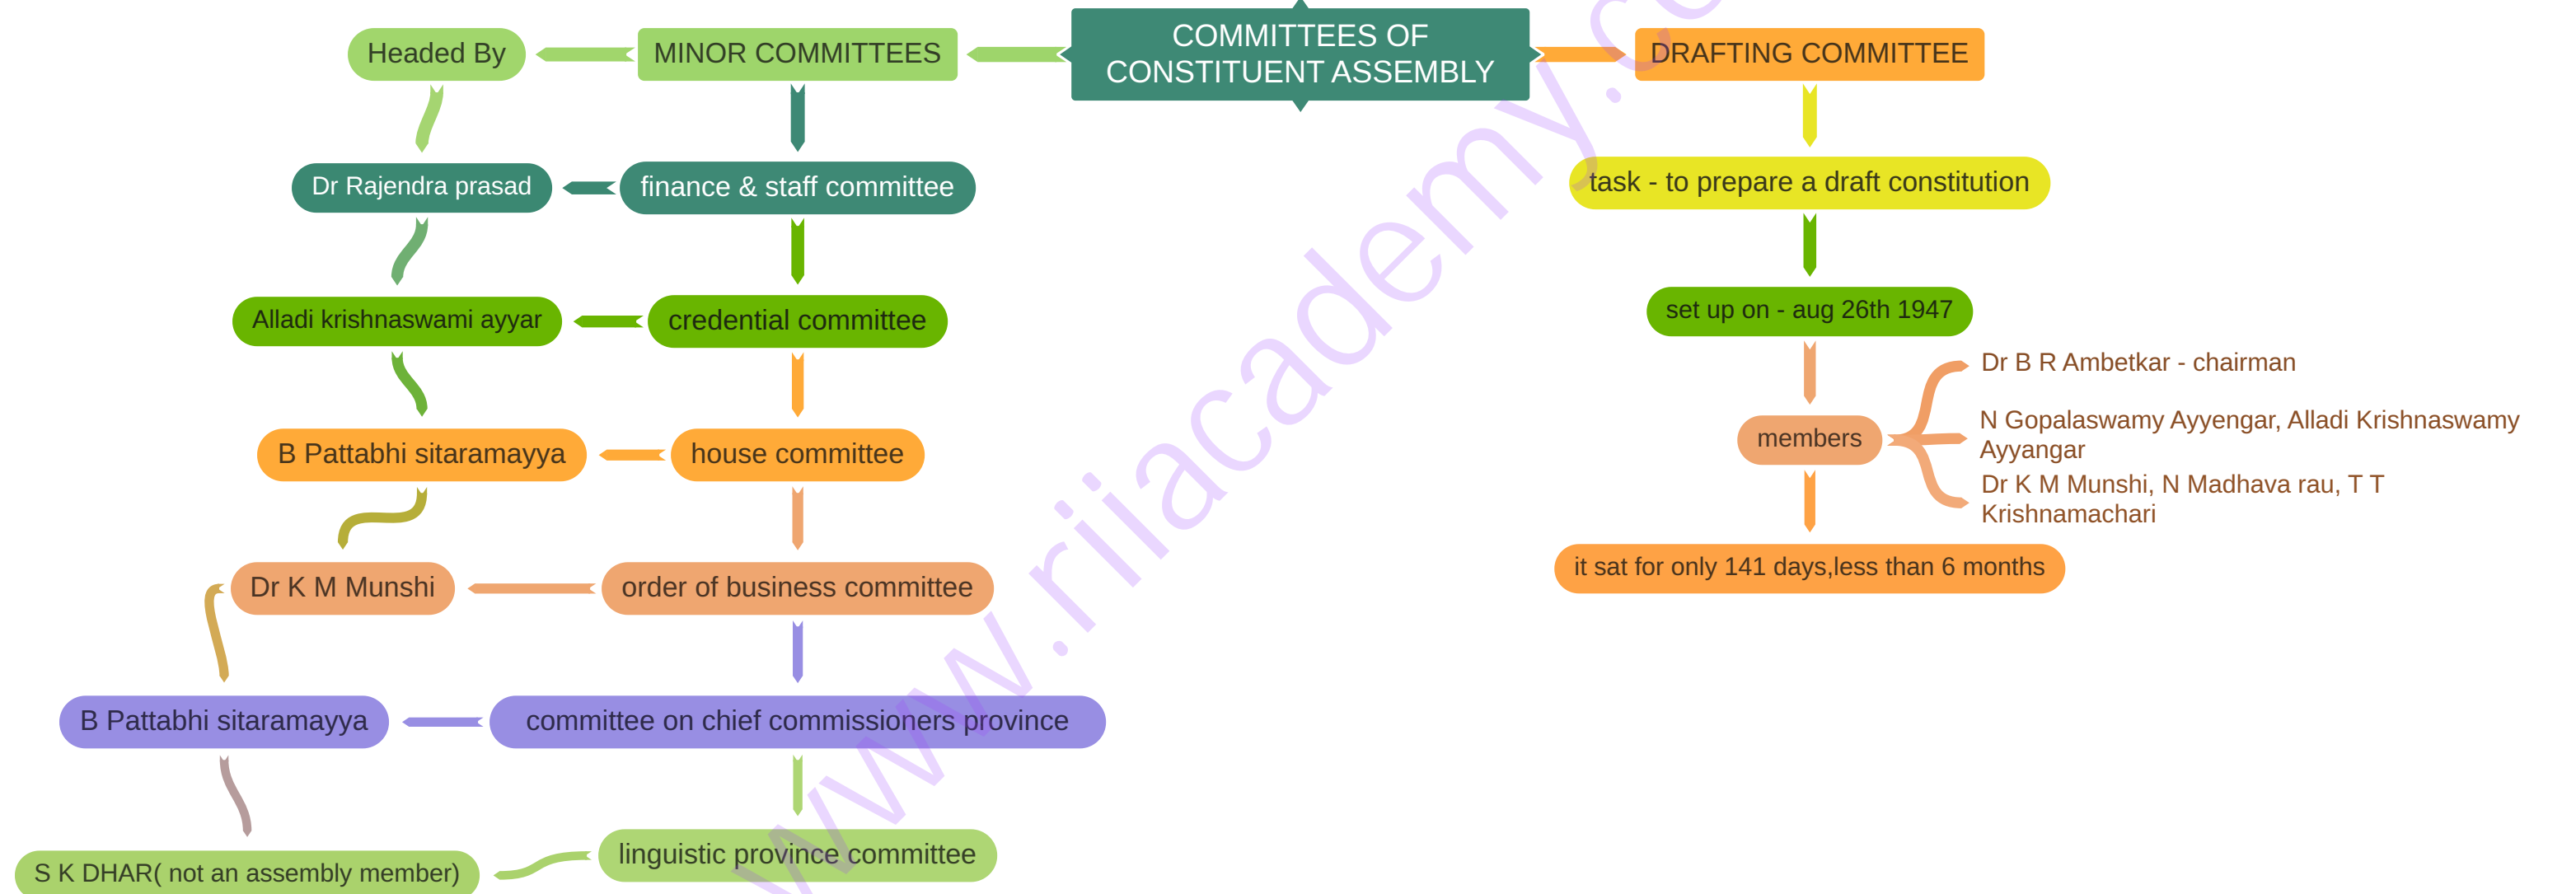 COMMITTEES OF
CONSTITUENT ASSEMBLY
Headed By
MINOR COMMITTEES
DRAFTING COMMITTEE
Dr Rajendra prasad
finance & staff committee
task - to prepare a draft constitution
Alladi krishnaswami ayyar
credential committee
set up on - aug 26th 1947
Dr B R Ambetkar - chairman
B Pattabhi sitaramayya
house committee
members
N Gopalaswamy Ayyengar, Alladi Krishnaswamy
Ayyangar
Dr K M Munshi, N Madhava rau, T T
Krishnamachari
Dr K M Munshi
order of business committee
it sat for only 141 days,less than 6 months
B Pattabhi sitaramayya
committee on chief commissioners province
S K DHAR( not an assembly member)
linguistic province committee